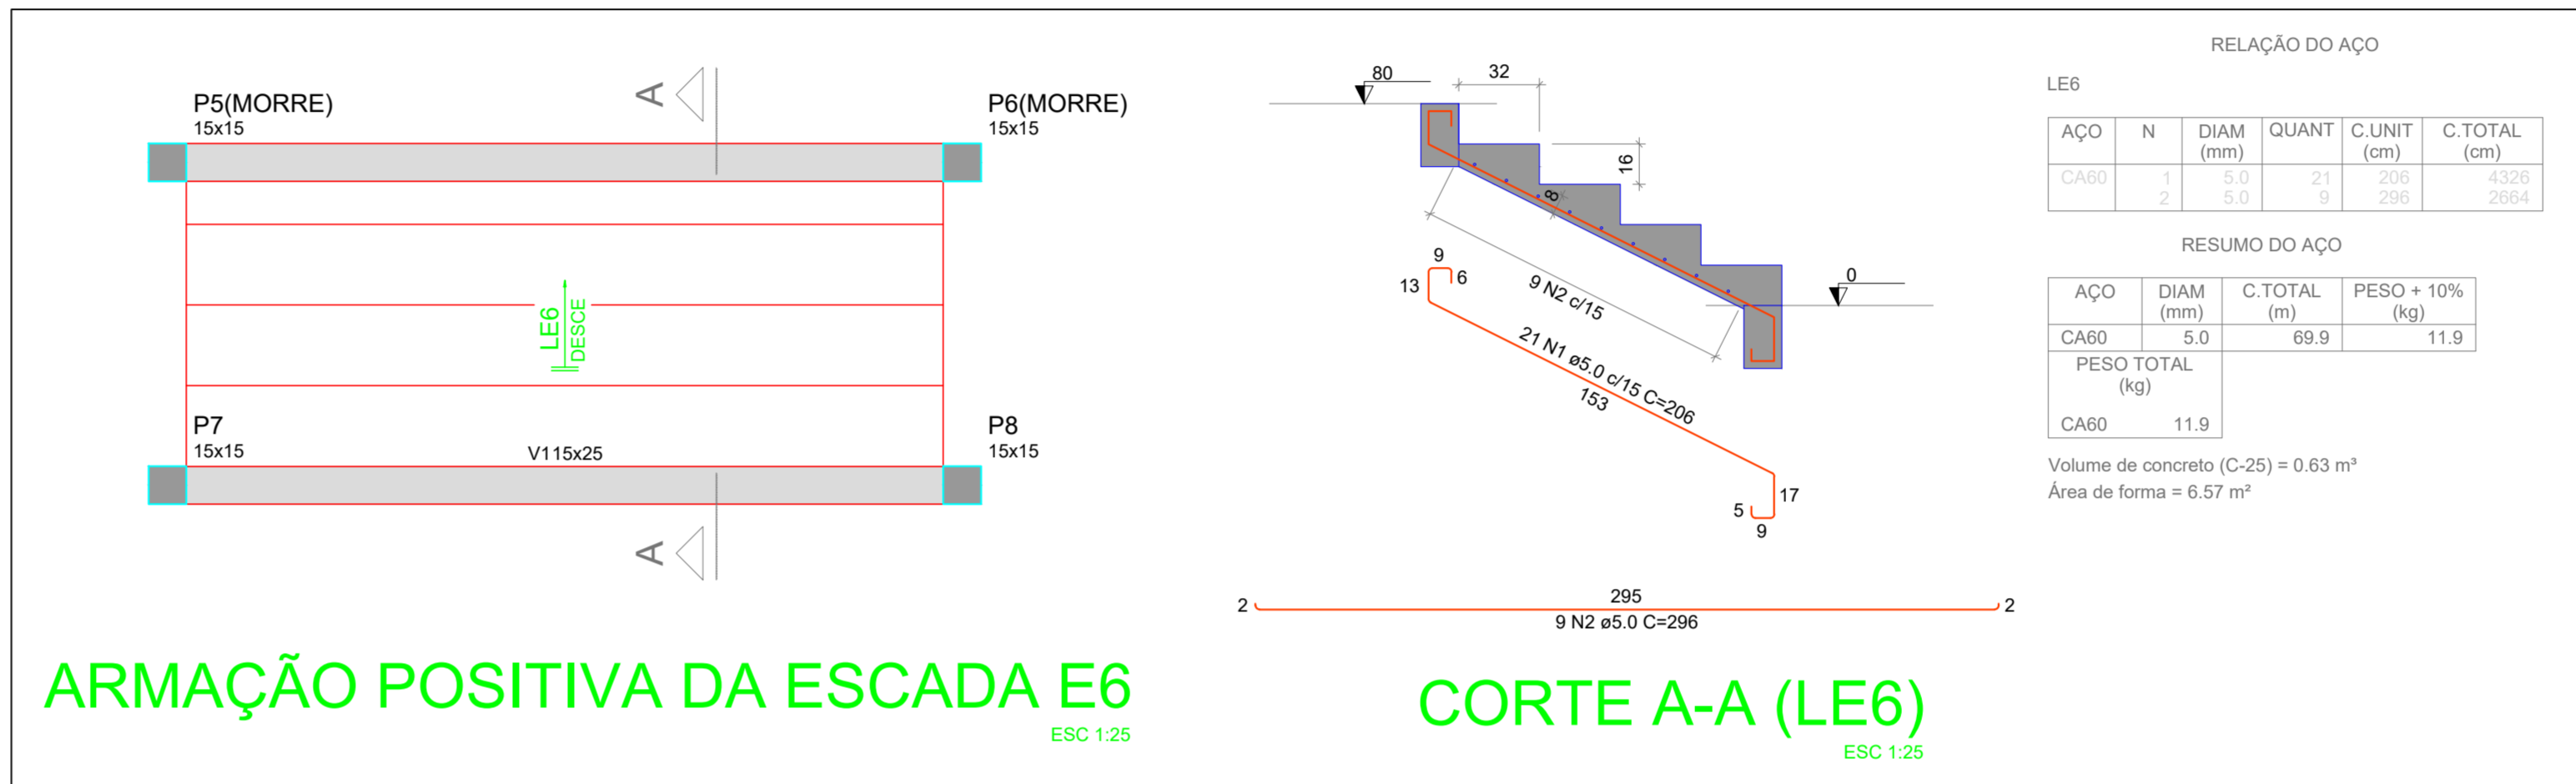 P5(MORRE)
15x15
A
P6(MORRE)
15x15
LE6
DESCE
P7
15x15
V115x25
P8
15x15
A
ARMAÇÃO POSITIVA DA ESCADA E6
ESC 1:25
80
32
16
8
0
9 N2 c/15
9
13
6
21 N1 ø5.0 c/15 C=206
153
17
5
9
2
295
2
9 N2 ø5.0 C=296
CORTE A-A (LE6)
ESC 1:25
RELAÇÃO DO AÇO
LE6
AÇO N DIAM QUANT C.UNIT C.TOTAL
(mm) (cm) (cm)
CA60 1 5.0 21 206 4326
2 5.0 9 296 2664
RESUMO DO AÇO
AÇO DIAM C.TOTAL PESO + 10%
(mm) (m) (kg)
CA60 5.0 69.9 11.9
PESO TOTAL
(kg)
CA60 11.9
Volume de concreto (C-25) = 0.63 m³
Área de forma = 6.57 m²